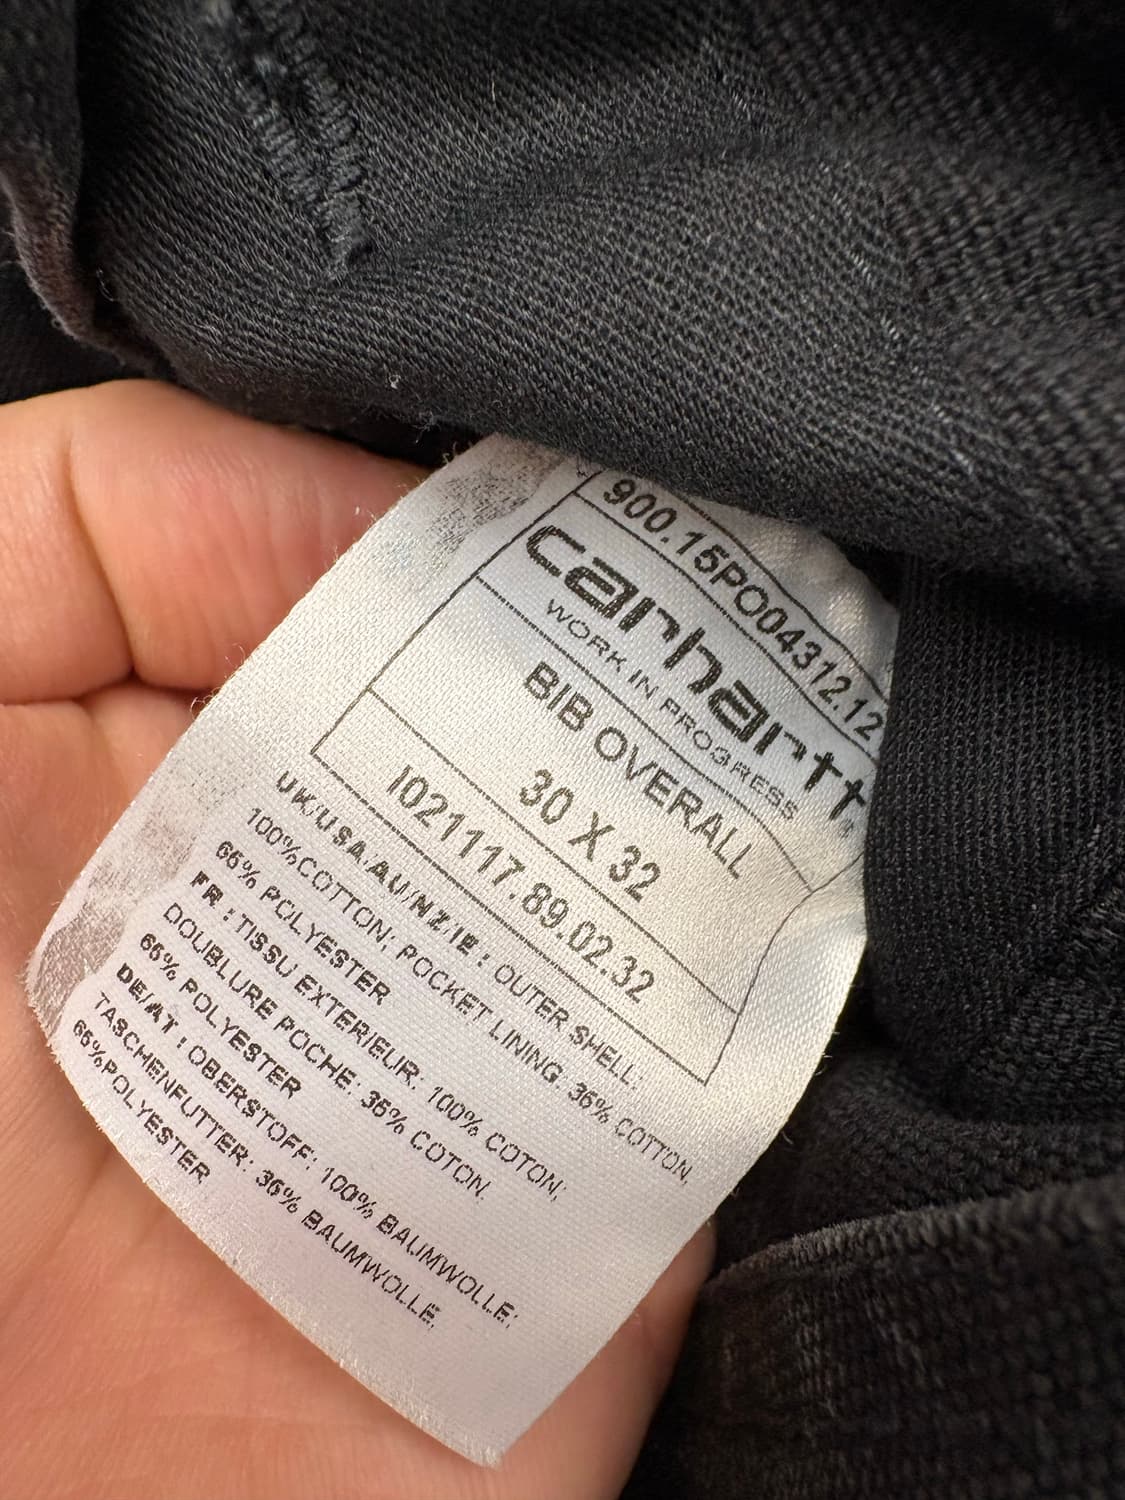 900.15PO04312.12
carhartt
WORK IN PROGRESS
BIB OVERALL
30 X 32
I021117.89.02.32
UK/USA/AU/NZ/IE : OUTER SHELL:
100%COTTON; POCKET LINING: 36% COTTON,
66% POLYESTER
FR : TISSU EXTERIEUR: 100% COTON;
DOUBLURE POCHE: 36% COTON.
66% POLYESTER
DE/AT : OBERSTOFF: 100% BAUMWOLLE;
TASCHENFUTTER: 36% BAUMWOLLE,
66%POLYESTER